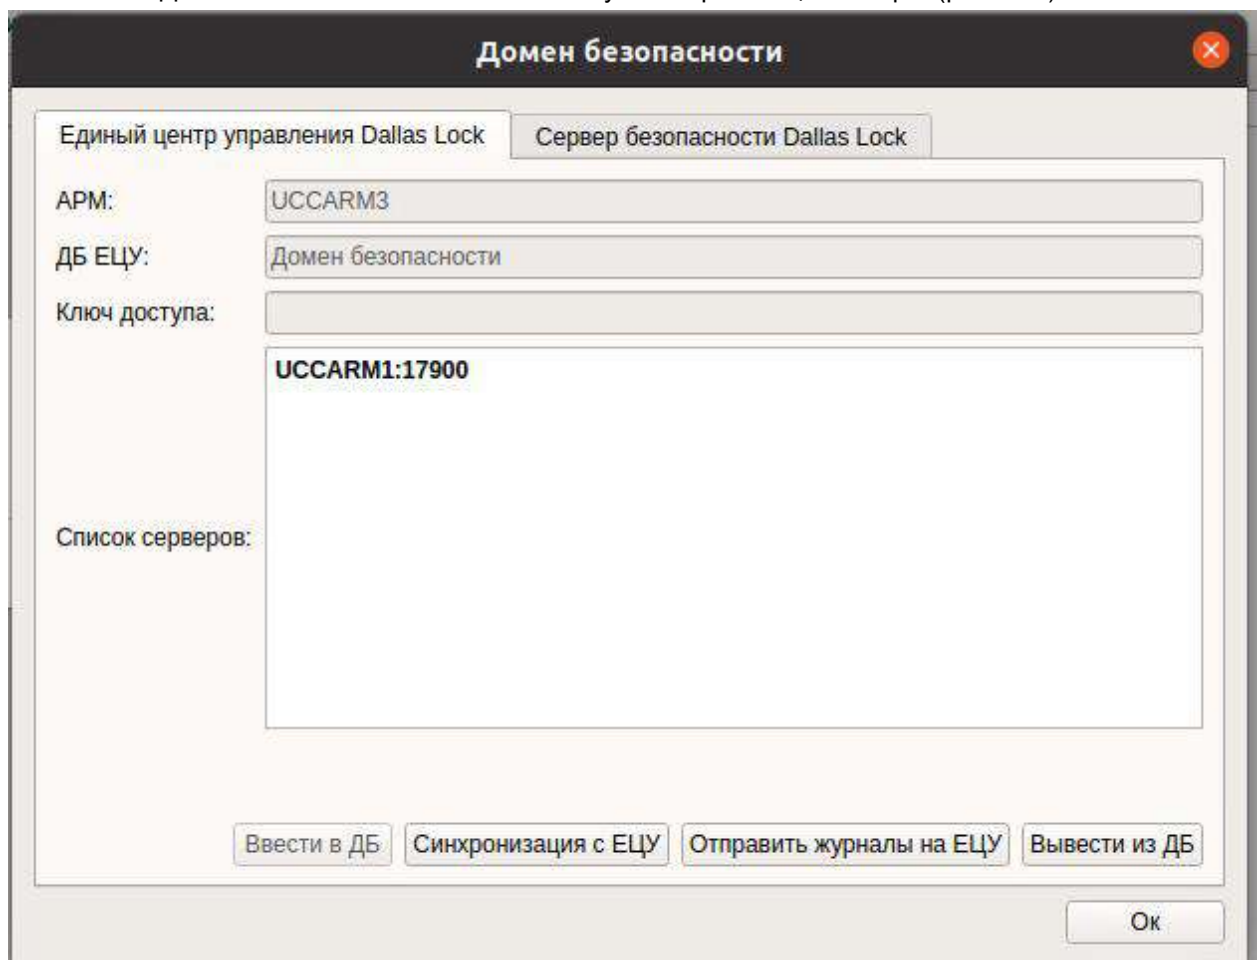 Домен безопасности
Единый центр управления Dallas Lock
Сервер безопасности Dallas Lock
АРМ:
UCCARM3
ДБ ЕЦУ:
Домен безопасности
Ключ доступа:
UCCARM1:17900
Список серверов:
Ввести в ДБ
Синхронизация с ЕЦУ
Отправить журналы на ЕЦУ
Вывести из ДБ
Ок